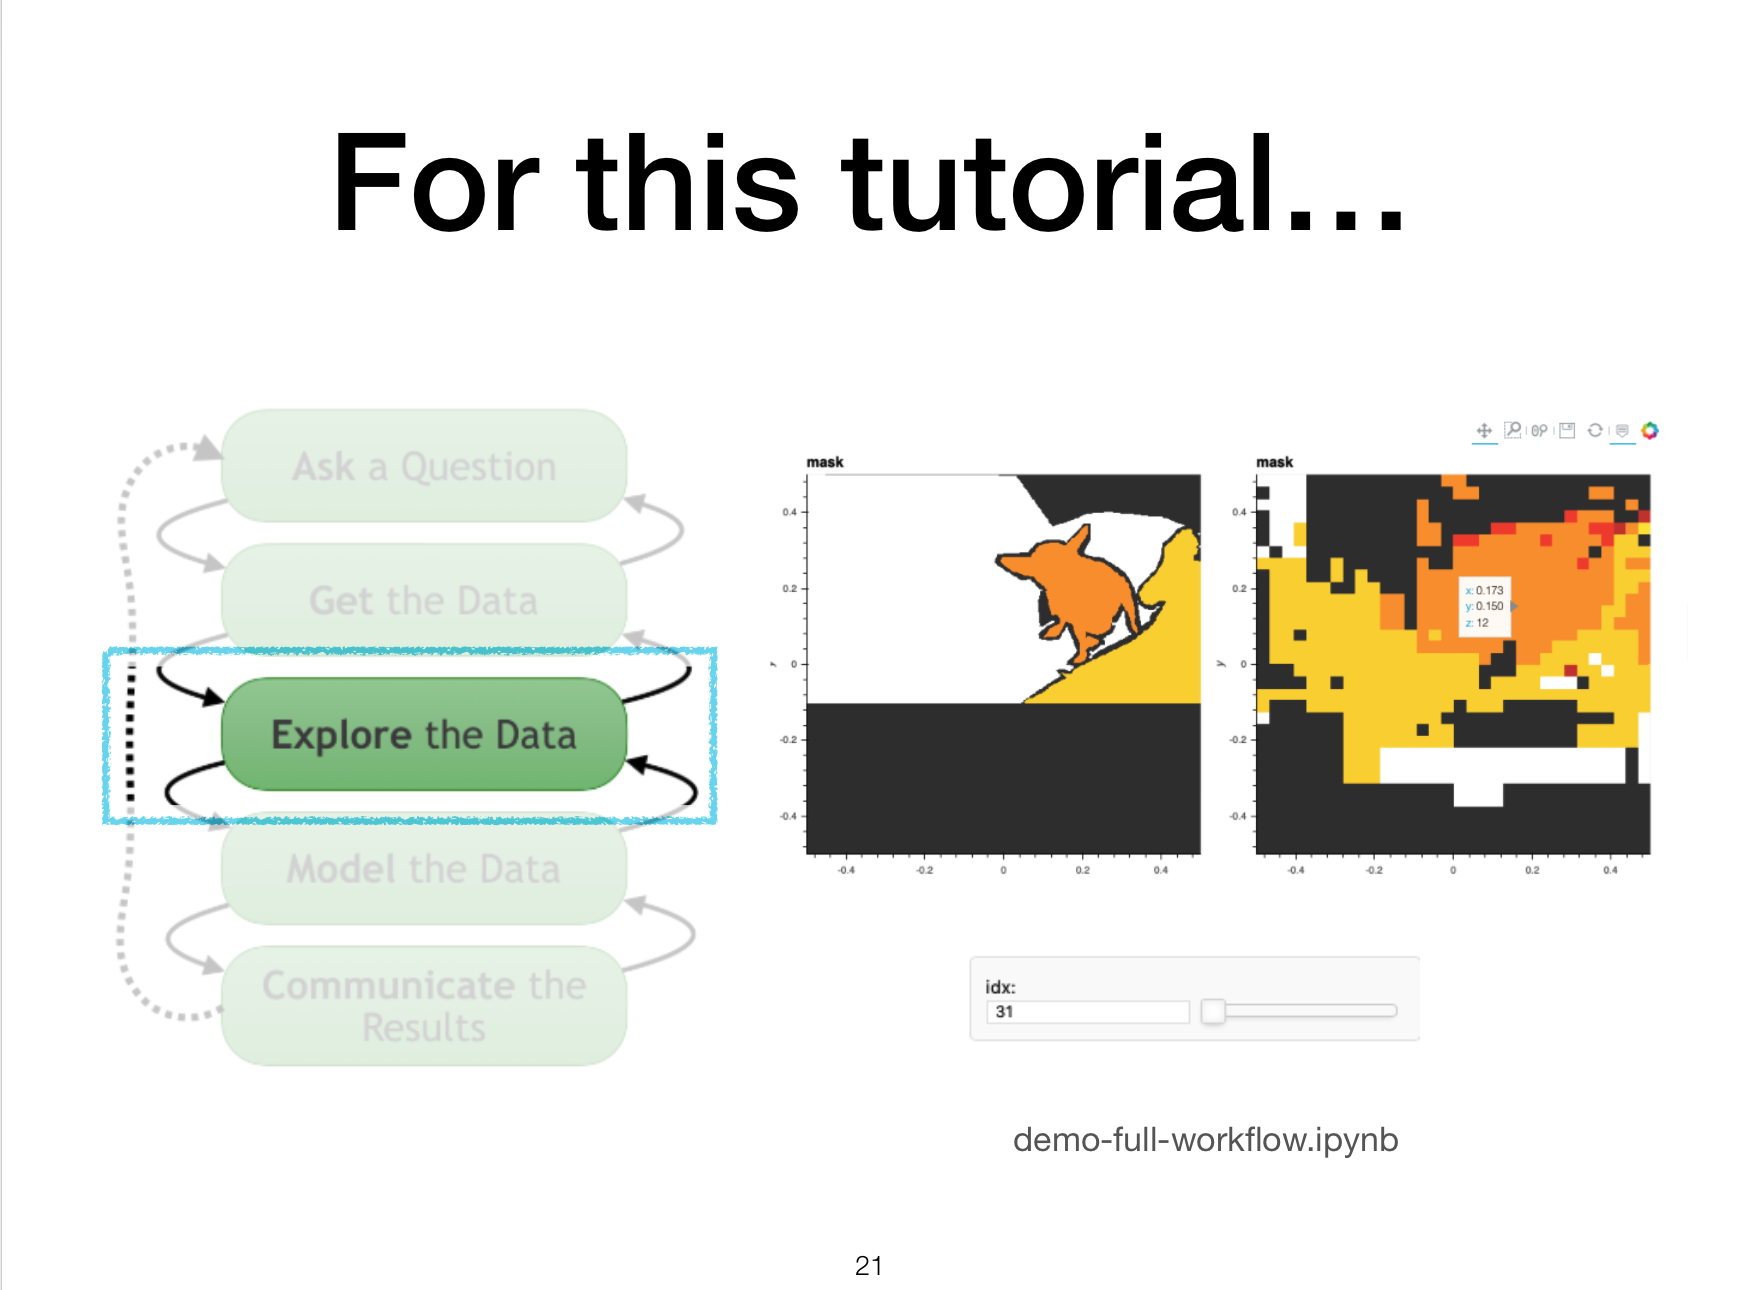 For this tutorial...
Ask a Question
Get the Data
Explore the Data
Model the Data
Communicate the
Results
mask
0.4
0.2
0
-0.2
-0.4
-0.4
-0.2
0
0.2
0.4
mask
y
0.4
0.2
0
-0.2
-0.4
x: 0.173
y: 0.150
z: 12
-0.4
-0.2
0
0.2
0.4
idx:
31
demo-full-workflow.ipynb
21